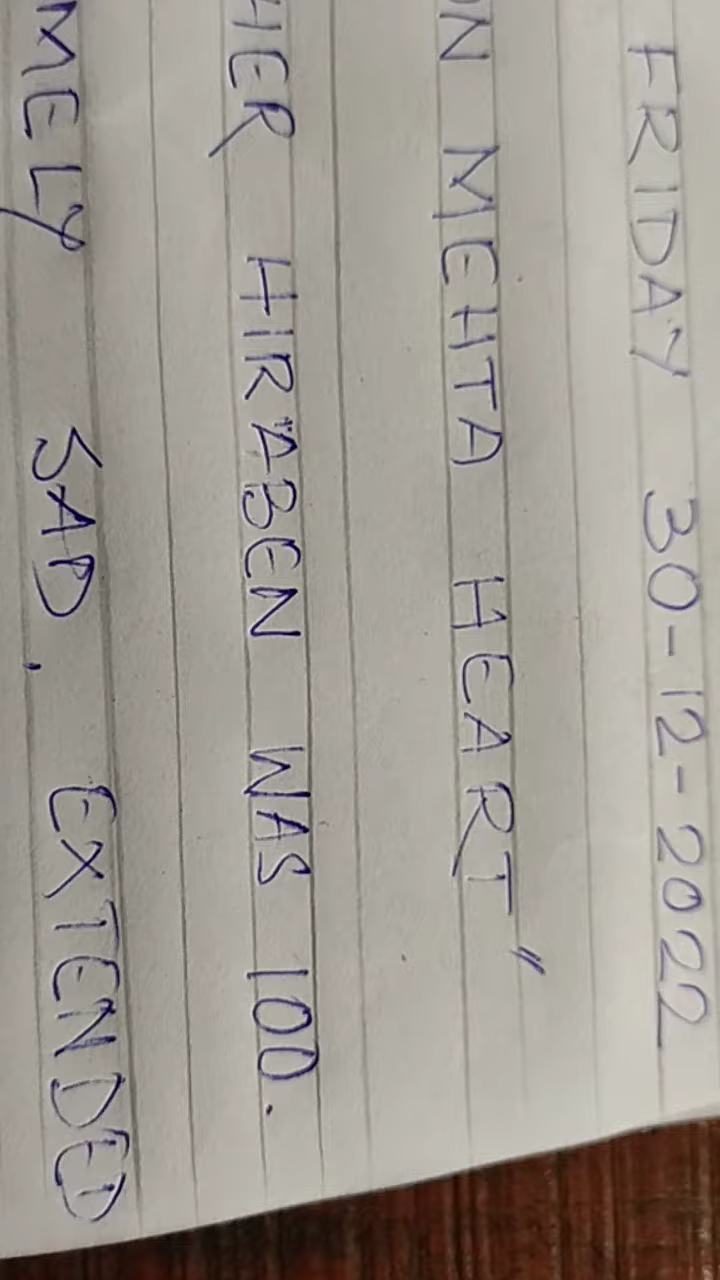 FRIDAY 30-12-2022
N MEHTA HEART"
HER HIRABEN WAS 100.
MELY SAD. EXTENDED